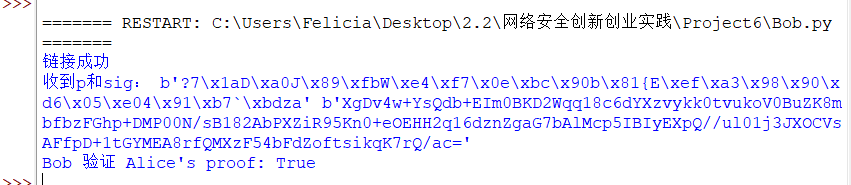 >>>
======= RESTART: C:\Users\Felicia\Desktop\2.2\网络安全创新创业实践\Project6\Bob.py
=======
链接成功
收到p和sig： b'?7\x1aD\xa0J\x89\xfbW\xe4\xf7\x0e\xbc\x90b\x81{E\xef\xa3\x98\x90\x
d6\x05\xe04\x91\xb7`\xbdza' b'XgDv4w+YsQdb+EIm0BKD2Wqq18c6dYXzvykk0tvukoV0BuZK8m
bfbzFGhp+DMP00N/sB182AbPXZiR95Kn0+eOEHH2q16dznZgaG7bAlMcp5IBIyEXpQ//ul01j3JXOCVs
AFfpD+1tGYMEA8rfQMXzF54bFdZoftsikqK7rQ/ac='
Bob 验证 Alice's proof: True
>>>